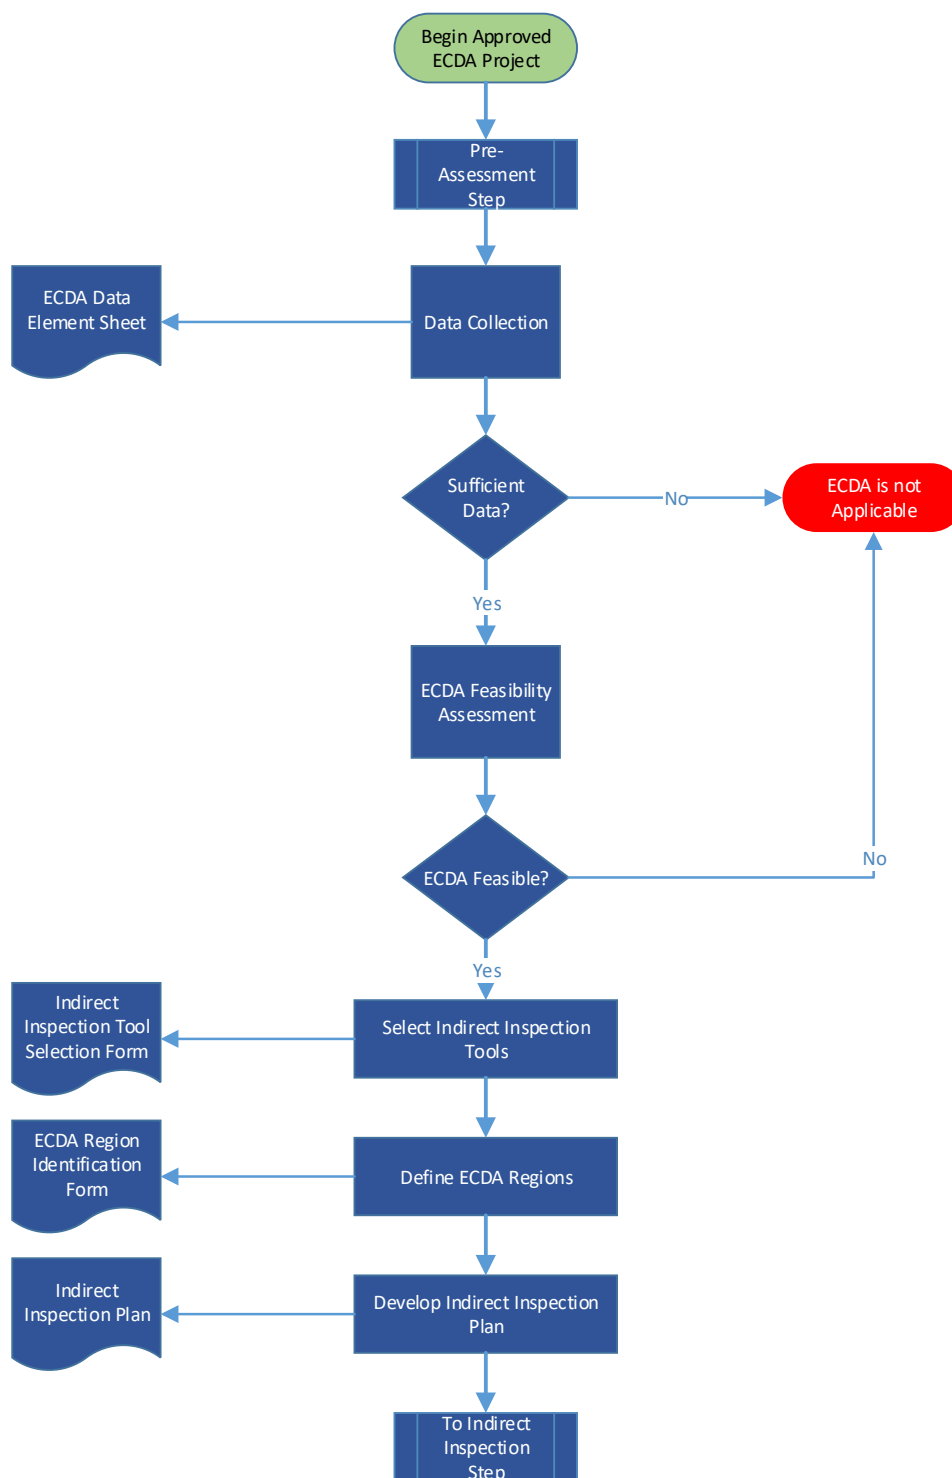 Begin Approved
ECDA Project
Pre-
Assessment
Step
ECDA Data
Element Sheet
Data Collection
Sufficient
Data?
No
ECDA is not
Applicable
Yes
ECDA Feasibility
Assessment
ECDA Feasible?
No
Yes
Indirect
Inspection Tool
Selection Form
Select Indirect Inspection
Tools
ECDA Region
Identification
Form
Define ECDA Regions
Indirect
Inspection Plan
Develop Indirect Inspection
Plan
To Indirect
Inspection
Step